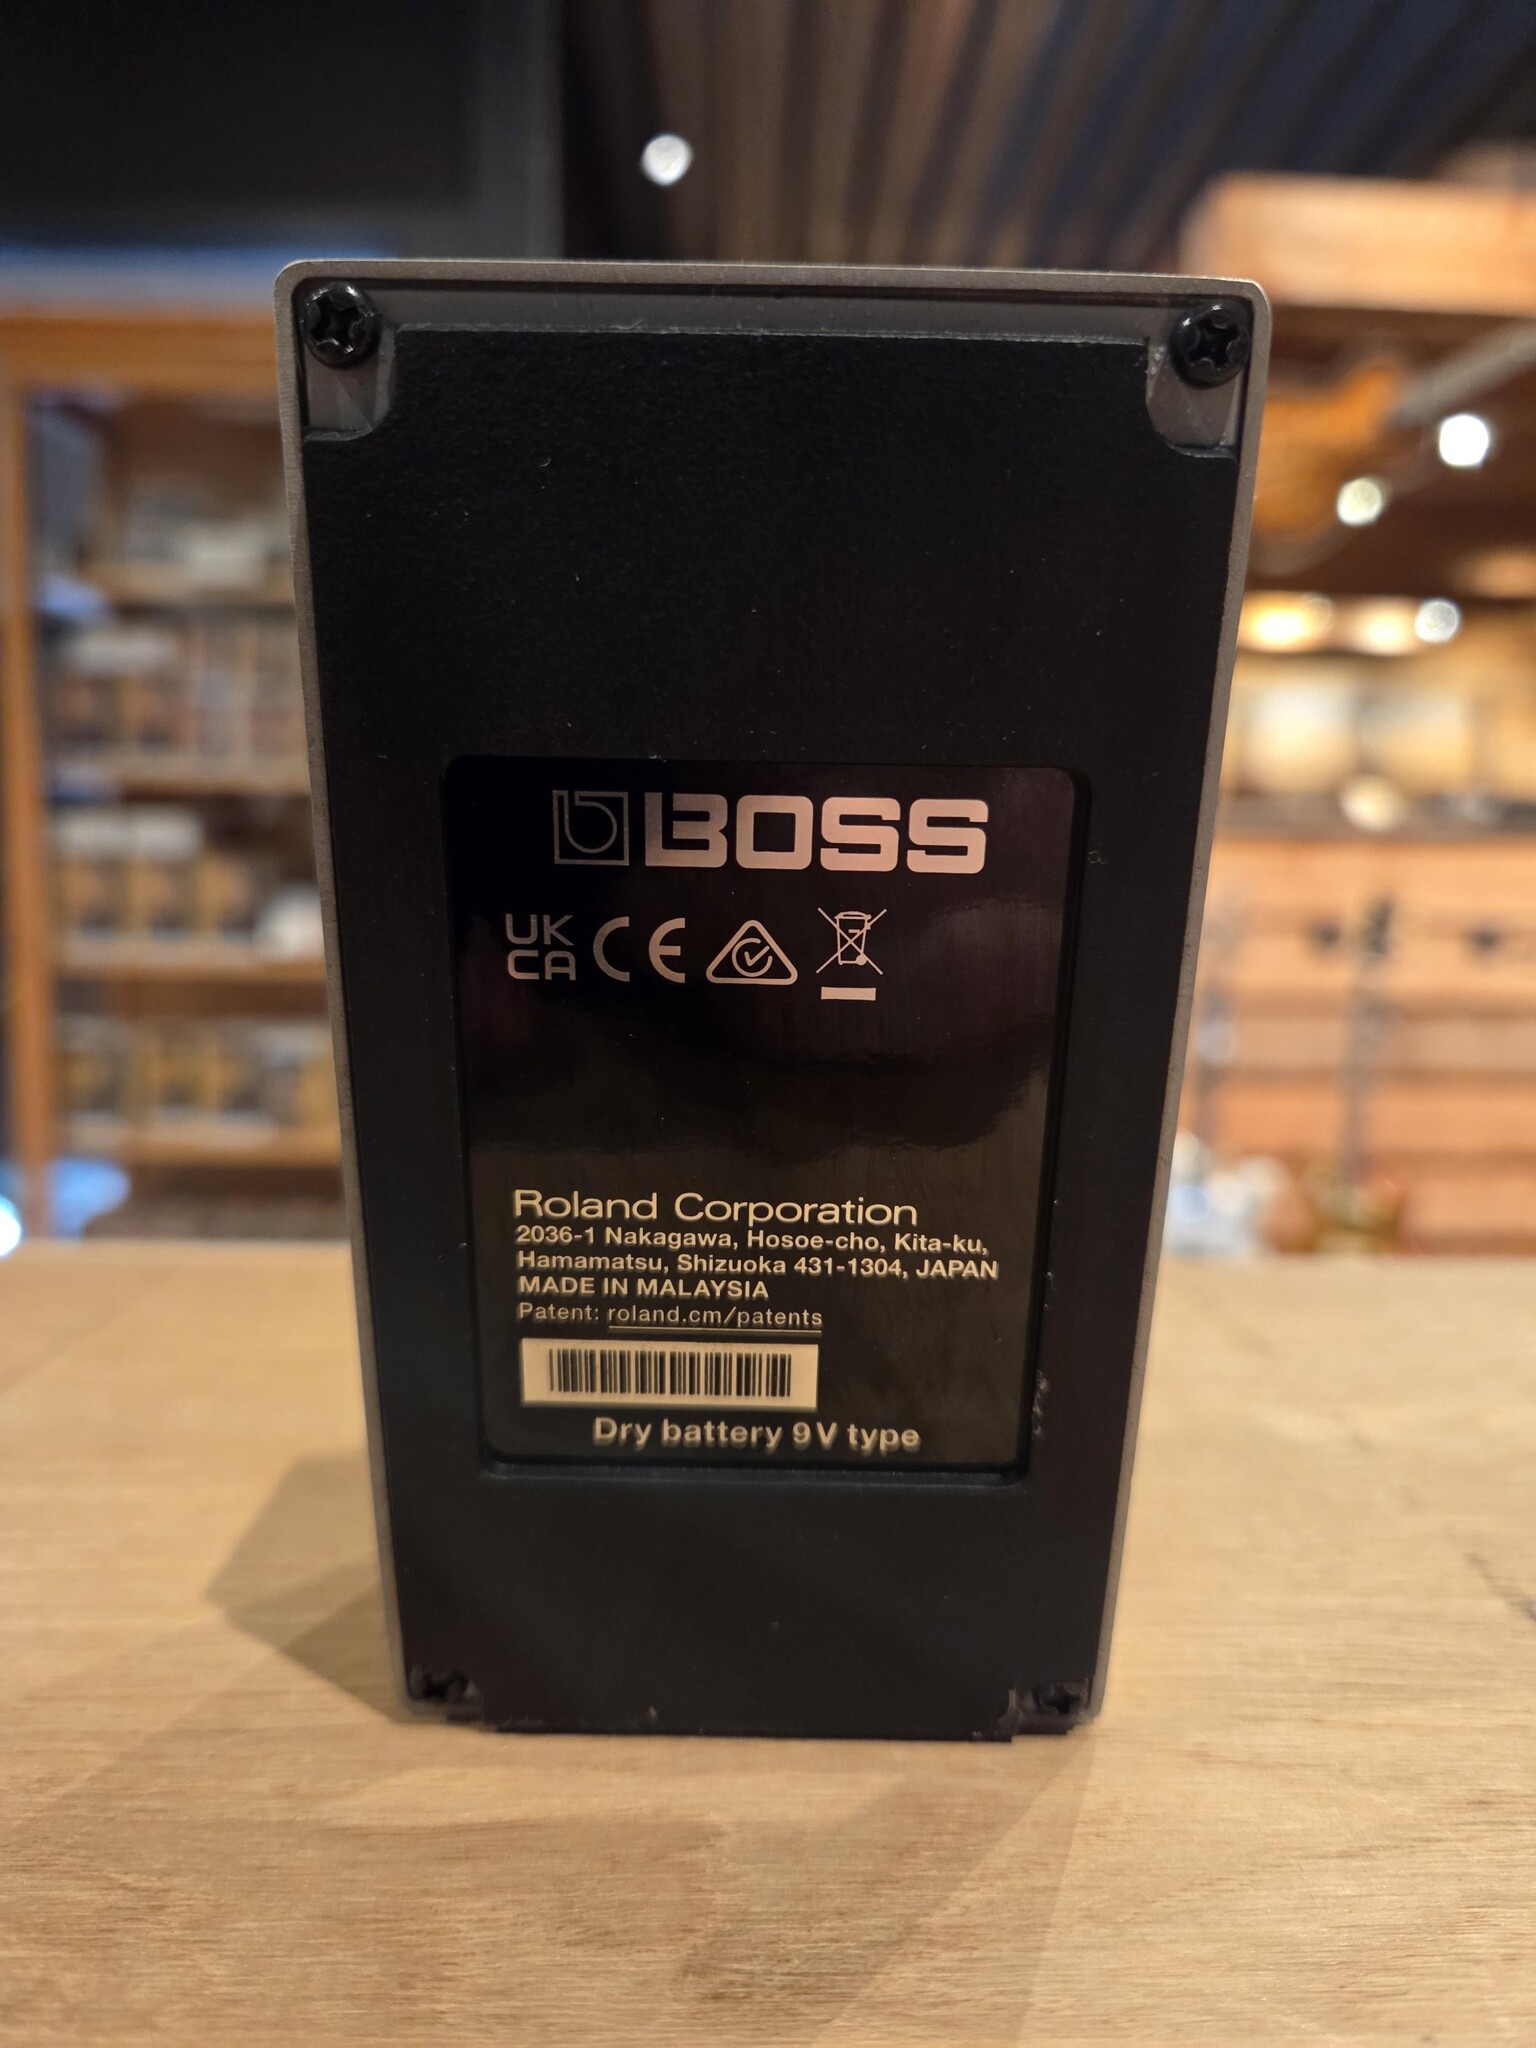 BOSS
UK
CA CE
Roland Corporation
2036-1 Nakagawa, Hosoe-cho, Kita-ku,
Hamamatsu, Shizuoka 431-1304, JAPAN
MADE IN MALAYSIA
Patent: roland.cm/patents
Dry battery 9V type